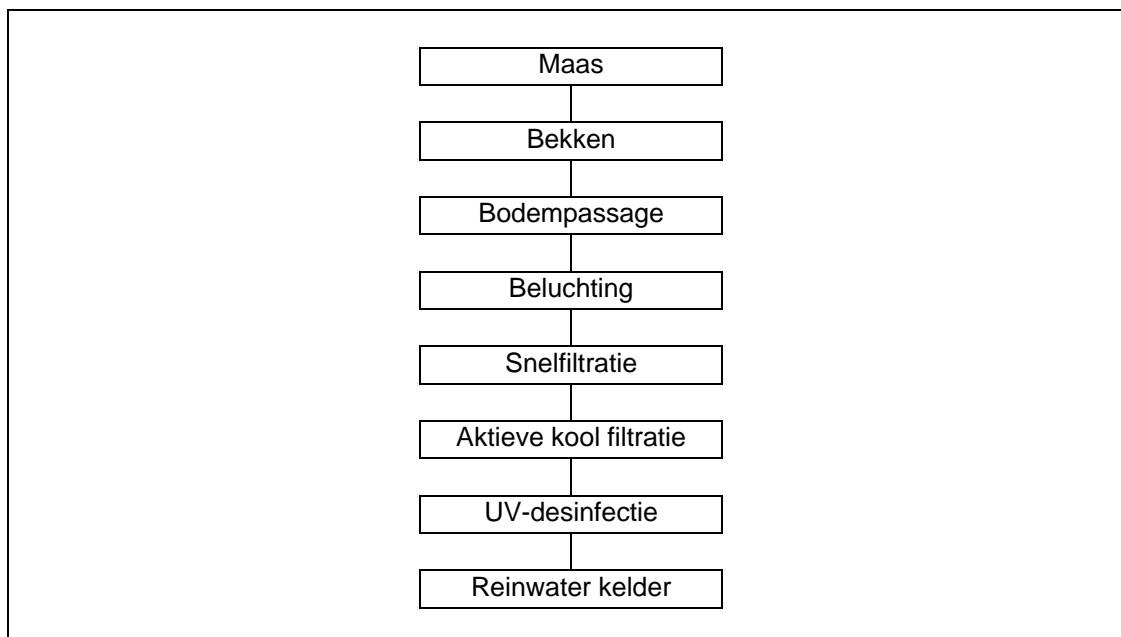 Maas
Bekken
Bodempassage
Beluchting
Snelfiltratie
Aktieve kool filtratie
UV-desinfectie
Reinwater kelder